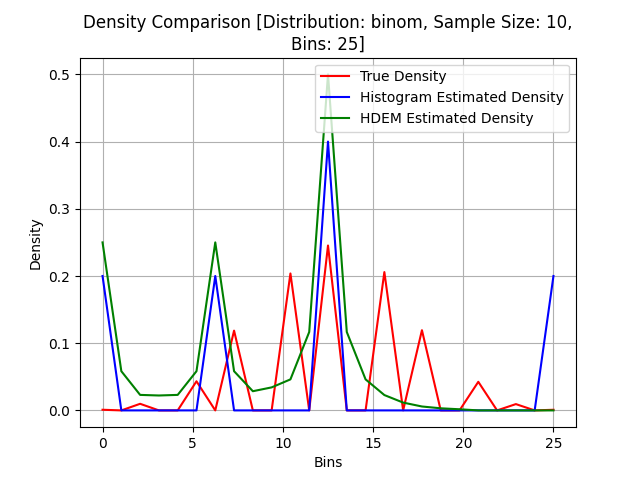 Density Comparison [Distribution: binom, Sample Size: 10,
Bins: 25]
True Density
Histogram Estimated Density
HDEM Estimated Density
Density
0.5
0.4
0.3
0.2
0.1
0.0
0 5 10 15 20 25
Bins